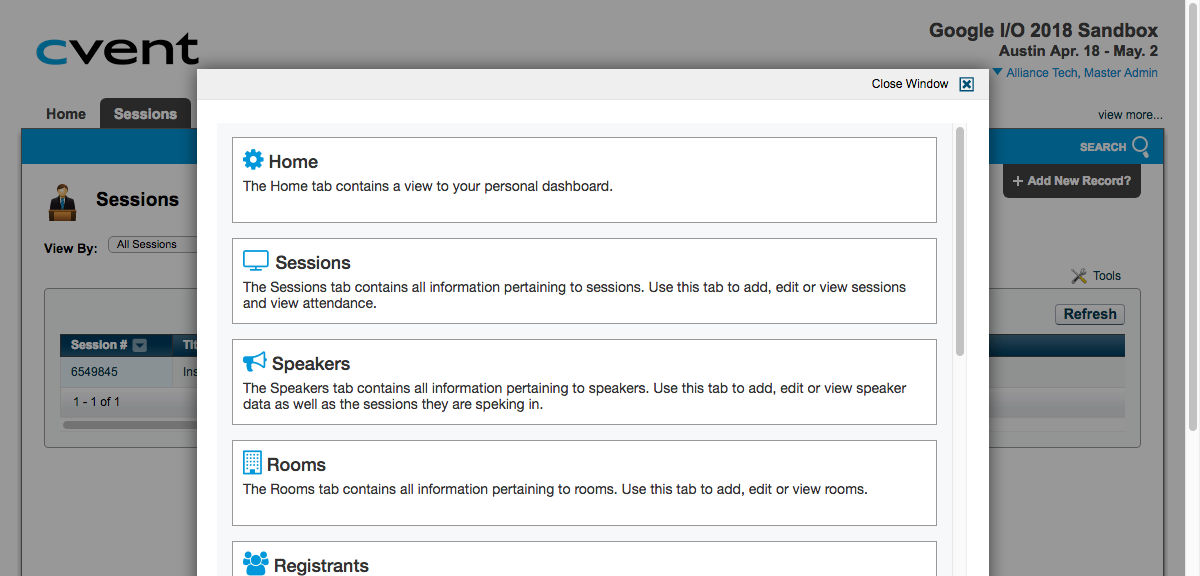 cvent
Google I/O 2018 Sandbox
Austin Apr. 18 - May. 2
Alliance Tech, Master Admin
Close Window
Home
Sessions
view more...
SEARCH
Add New Record?
Sessions
View By:
All Sessions
Tools
Refresh
Session #
6549845
1 - 1 of 1
Home
The Home tab contains a view to your personal dashboard.
Sessions
The Sessions tab contains all information pertaining to sessions. Use this tab to add, edit or view sessions
and view attendance.
Speakers
The Speakers tab contains all information pertaining to speakers. Use this tab to add, edit or view speaker
data as well as the sessions they are speking in.
Rooms
The Rooms tab contains all information pertaining to rooms. Use this tab to add, edit or view rooms.
Registrants